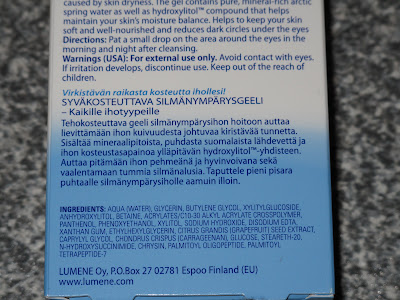 caused by skin dryness. The gel contains pure, mineral-rich arctic
spring water as well as hydroxylitol™ compound that helps
maintain your skin's moisture balance. Helps to keep your skin
soft and well-nourished and reduces dark circles under the eyes
Directions: Pat a small drop on the area around the eyes in the
morning and night after cleansing.
Warnings (USA): For external use only. Avoid contact with eyes.
If irritation develops, discontinue use. Keep out of the reach of
children.
Virkistävän raikasta kosteutta ihollesi!
SYVÄKOSTEUTTAVA SILMÄNYMPÄRYSGEELI
– Kaikille ihotyypeille
Tehokosteuttava geeli silmänympärysihon hoitoon auttaa
lievittämään ihon kuivuudesta johtuvaa kiristävää tunnetta.
Sisältää mineraalipitoista, puhdasta suomalaista lähdevettä ja
ihon kosteustasapainoa ylläpitävän hydroxylitol™-yhdisteen.
Auttaa pitämään ihon pehmeänä ja hyvinvoivana sekä
vaalentamaan tummia silmänalusia. Taputtele pieni pisara
puhtaalle silmänympärysiholle aamuin illoin.
INGREDIENTS: AQUA (WATER), GLYCERIN, BUTYLENE GLYCOL, XYLITYLGLUCOSIDE,
ANHYDROXYLITOL, BETAINE, ACRYLATES/C10-30 ALKYL ACRYLATE CROSSPOLYMER,
PANTHENOL, PHENOXYETHANOL, XYLITOL, SODIUM HYDROXIDE, DISODIUM EDTA,
XANTHAN GUM, ETHYLHEXYLGLYCERIN, CITRUS GRANDIS (GRAPEFRUIT) SEED EXTRACT,
CAPRYLYL GLYCOL, CHONDRUS CRISPUS (CARRAGEENAN), GLUCOSE, STEARETH-20,
N-HYDROXYSUCCINIMIDE, CHRYSIN, PALMITOYL OLIGOPEPTIDE, PALMITOYL
TETRAPEPTIDE-7
LUMENE Oy, P.O.Box 27 02781 Espoo Finland (EU)
www.lumene.com